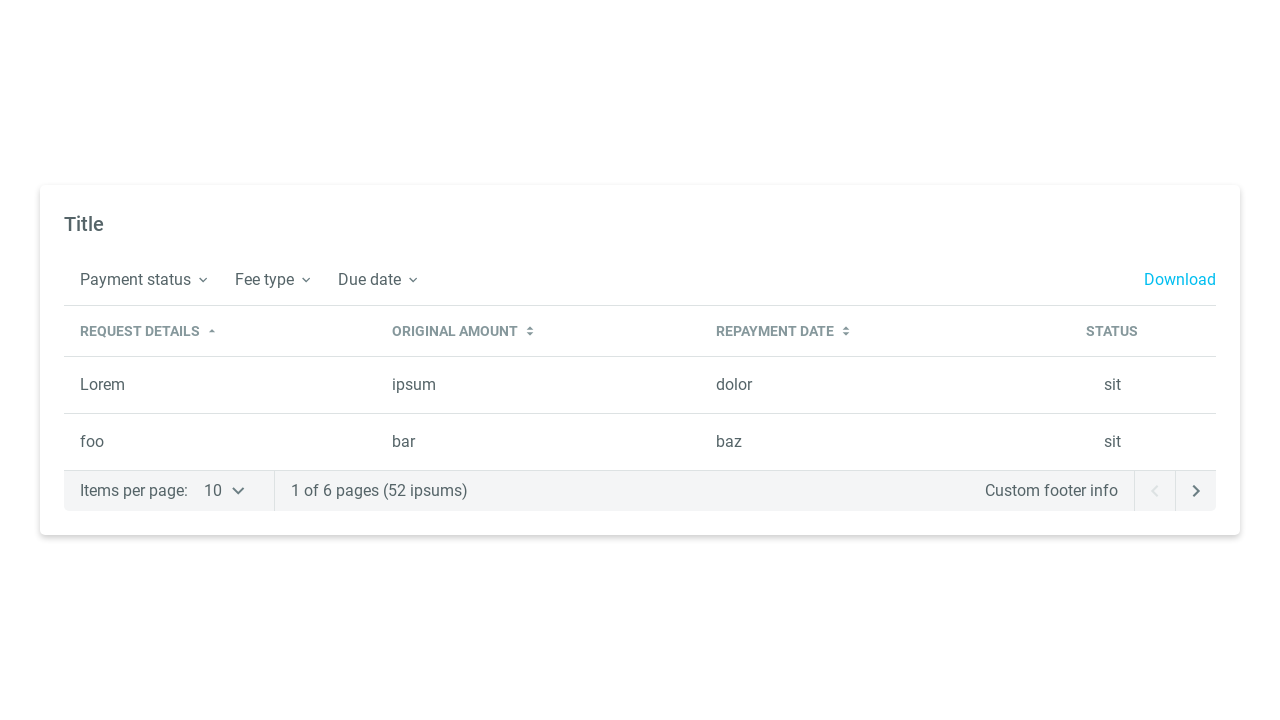 Title
Payment status Fee type Due date Download
REQUEST DETAILS ORIGINAL AMOUNT REPAYMENT DATE STATUS
Lorem ipsum dolor sit
foo bar baz sit
Items per page: 10 1 of 6 pages (52 ipsums) Custom footer info